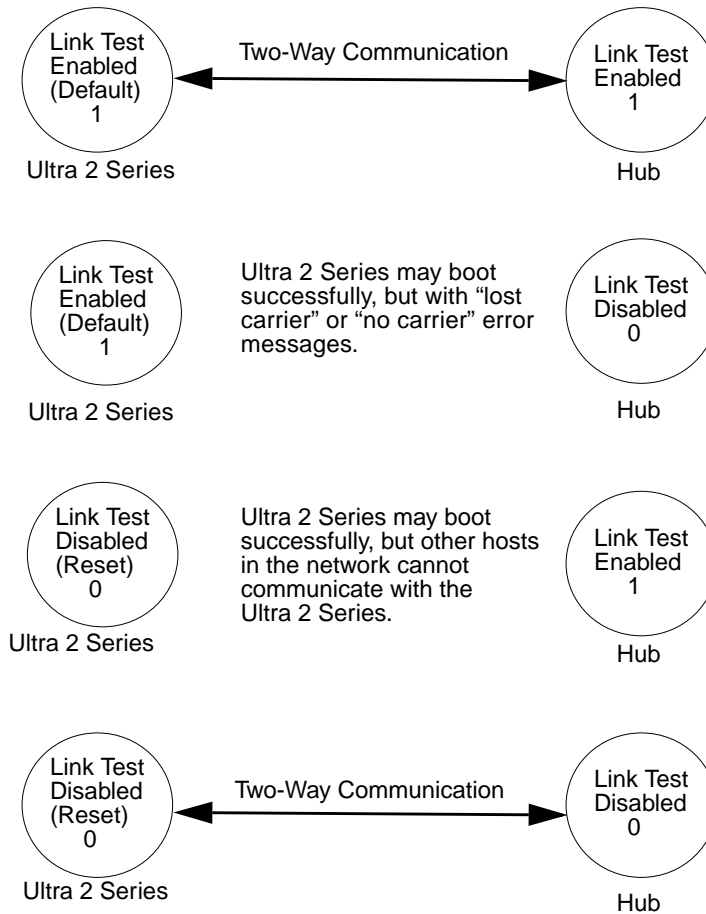 Link Test
Enabled
(Default)
1
Two-Way Communication
Link Test
Enabled
1
Ultra 2 Series
Hub
Link Test
Enabled
(Default)
1
Ultra 2 Series may boot
successfully, but with “lost
carrier” or “no carrier” error
messages.
Link Test
Disabled
0
Ultra 2 Series
Hub
Link Test
Disabled
(Reset)
0
Ultra 2 Series may boot
successfully, but other hosts
in the network cannot
communicate with the
Ultra 2 Series.
Link Test
Enabled
1
Ultra 2 Series
Hub
Link Test
Disabled
(Reset)
0
Two-Way Communication
Link Test
Disabled
0
Ultra 2 Series
Hub